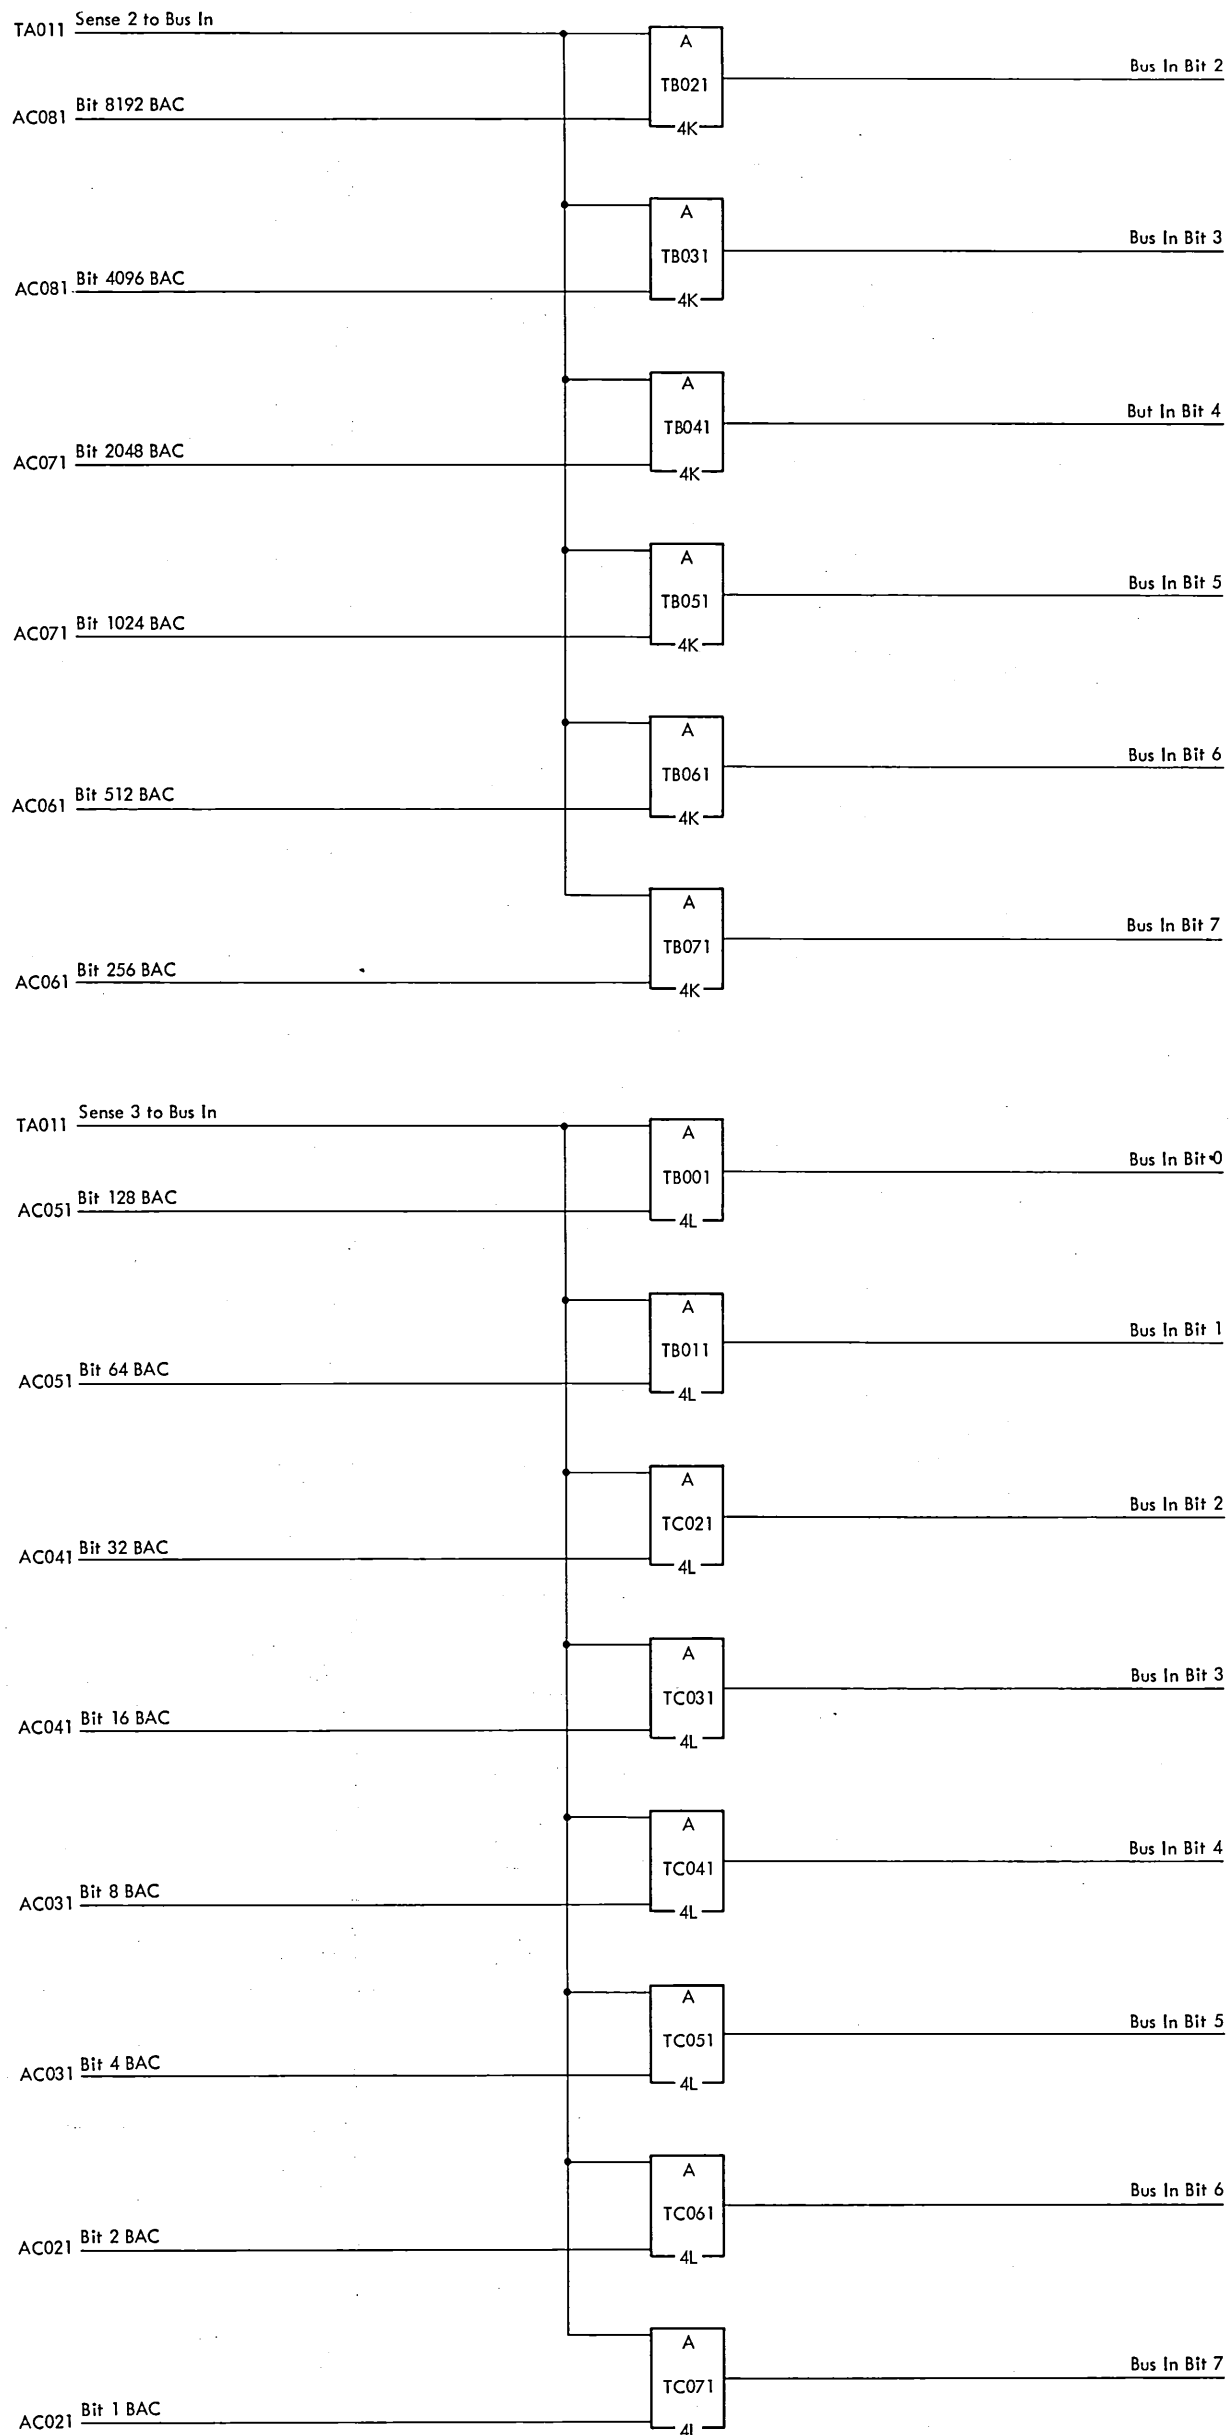 TA011 Sense 2 to Bus In
A
TB021
4K
Bus In Bit 2
AC081 Bit 8192 BAC
A
TB031
4K
Bus In Bit 3
AC081 Bit 4096 BAC
A
TB041
4K
But In Bit 4
AC071 Bit 2048 BAC
A
TB051
4K
Bus In Bit 5
AC071 Bit 1024 BAC
A
TB061
4K
Bus In Bit 6
AC061 Bit 512 BAC
A
TB071
4K
Bus In Bit 7
AC061 Bit 256 BAC
TA011 Sense 3 to Bus In
A
TB001
4L
Bus In Bit 0
AC051 Bit 128 BAC
A
TB011
4L
Bus In Bit 1
AC051 Bit 64 BAC
A
TC021
4L
Bus In Bit 2
AC041 Bit 32 BAC
A
TC031
4L
Bus In Bit 3
AC041 Bit 16 BAC
A
TC041
4L
Bus In Bit 4
AC031 Bit 8 BAC
A
TC051
4L
Bus In Bit 5
AC031 Bit 4 BAC
A
TC061
4L
Bus In Bit 6
AC021 Bit 2 BAC
A
TC071
4L
Bus In Bit 7
AC021 Bit 1 BAC